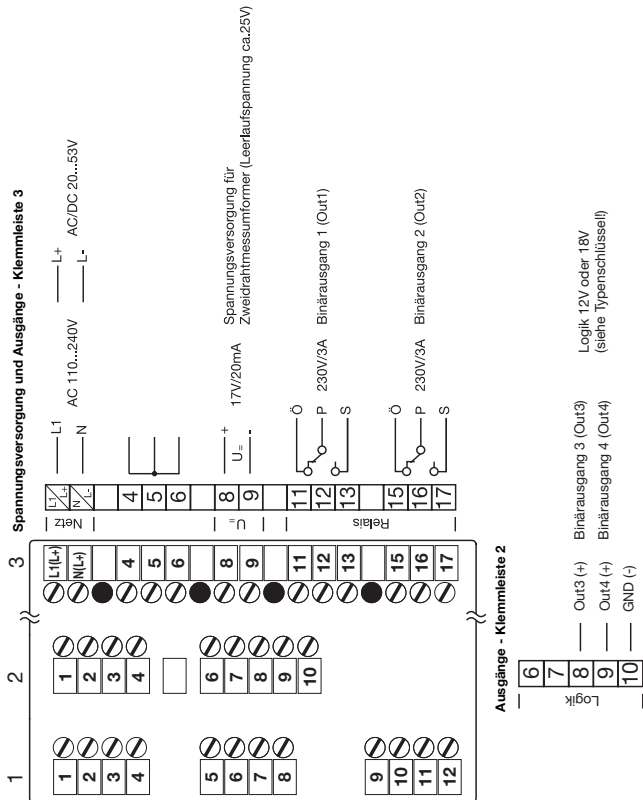 Spannungsversorgung und Ausgänge - Klemmleiste 3
1
2
3
1
2
3
4
5
6
7
8
9
10
11
12
1
2
3
4
6
7
8
9
10
L1(L+)
N(L+)
4
5
6
8
9
11
12
13
15
16
17
Netz
L1 L+
N L-
L1 L+
AC 110...240V AC/DC 20...53V
N L-
4
5
6
U=
8 +
U= 17V/20mA Spannungsversorgung für
Zweidrahtmessumformer (Leerlaufspannung ca.25V)
9 -
Relais
11 Ö
12 P 230V/3A Binärausgang 1 (Out1)
13 S
15 Ö
16 P 230V/3A Binärausgang 2 (Out2)
17 S
Ausgänge - Klemmleiste 2
Logik
6
7
8 Out3 (+) Binärausgang 3 (Out3)
9 Out4 (+) Binärausgang 4 (Out4)
10 GND (-)
Logik 12V oder 18V
(siehe Typenschlüssel!)